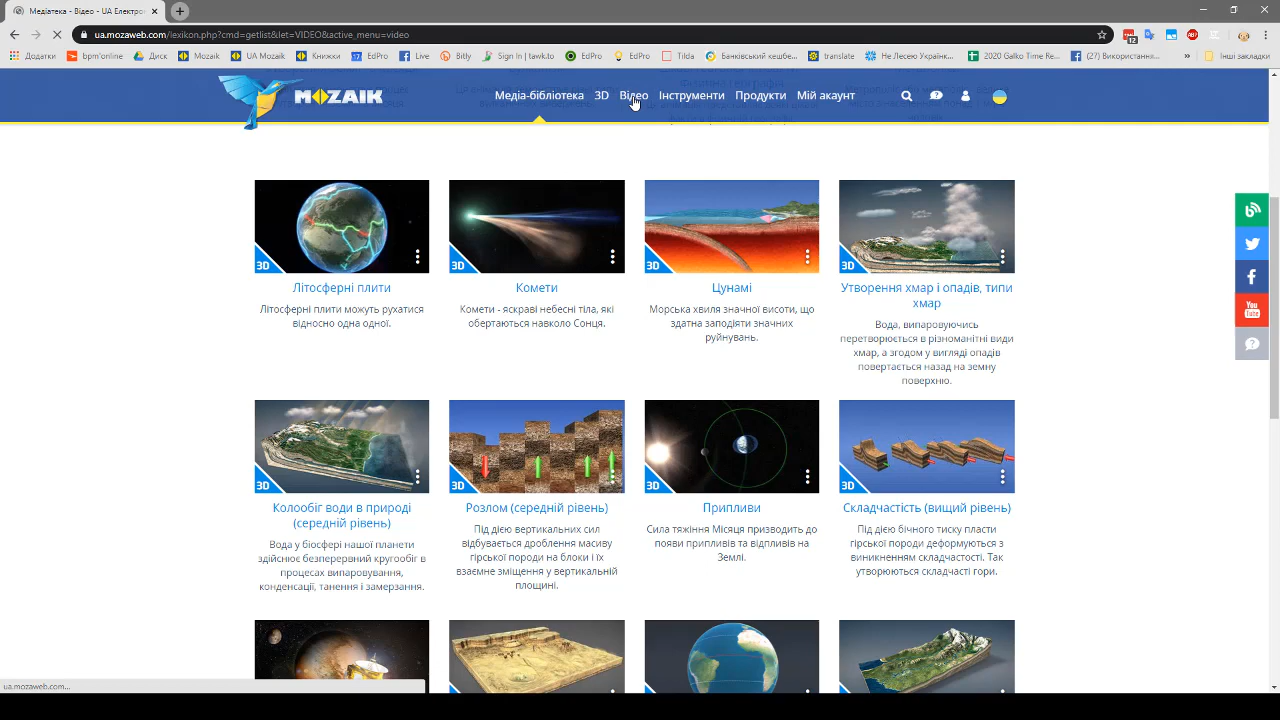 Медіатека - Відео - UA Електро
ua.mozaweb.com/lexikon.php?cmd=getlist&let=VIDEO&active_menu=video
Додатки bpm'online Диск Mozaik UA Mozaik Книжки EdPro Live Bitly Sign In | tawk.to EdPro EdPro Tilda Банківський кешбе... translate Не Лесею Українк... 2020 Galko Time Re... (27) Використання... » Інші закладки
MOZAIK
Медіа-бібліотека 3D Відео Інструменти Продукти Мій акаунт
3D 3D 3D 3D
Літосферні плити
Літосферні плити можуть рухатися
відносно одна одної.
Комети
Комети - яскраві небесні тіла, які
обертаються навколо Сонця.
Цунамі
Морська хвиля значної висоти, що
здатна заподіяти значних
руйнувань.
Утворення хмар і опадів, типи
хмар
Вода, випаровуючись
перетворюється в різноманітні види
хмар, а згодом у вигляді опадів
повертається назад на земну
поверхню.
3D 3D 3D 3D
Колообіг води в природі
(середній рівень)
Вода у біосфері нашої планети
здійснює безперервний кругообіг в
процесах випаровування,
конденсації, танення і замерзання.
Розлом (середній рівень)
Під дією вертикальних сил
відбувається дроблення масиву
гірської породи на блоки і їх
взаємне зміщення у вертикальній
площині.
Припливи
Сила тяжіння Місяця призводить до
появи припливів та відпливів на
Землі.
Складчастість (вищий рівень)
Під дією бічного тиску пласти
гірської породи деформуються з
виникненням складчастості. Так
утворюються складчасті гори.
3D 3D 3D 3D
You
Tube
12
ABP
ua.mozaweb.com...